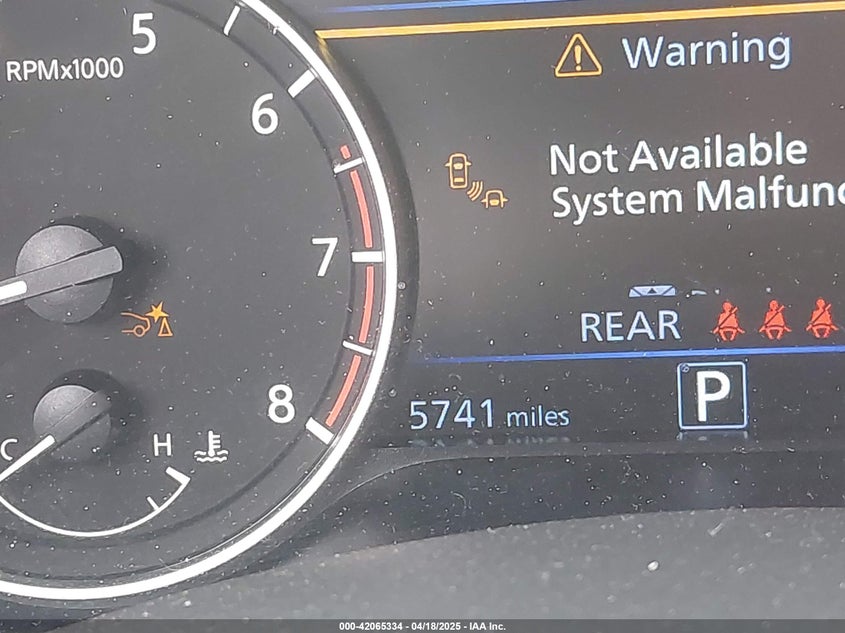 5
RPMx1000
6
7
8
C
H
Warning
Not Available
System Malfunc
REAR
5741 miles
P
000-42065334 - 04/18/2025 - IAA Inc.